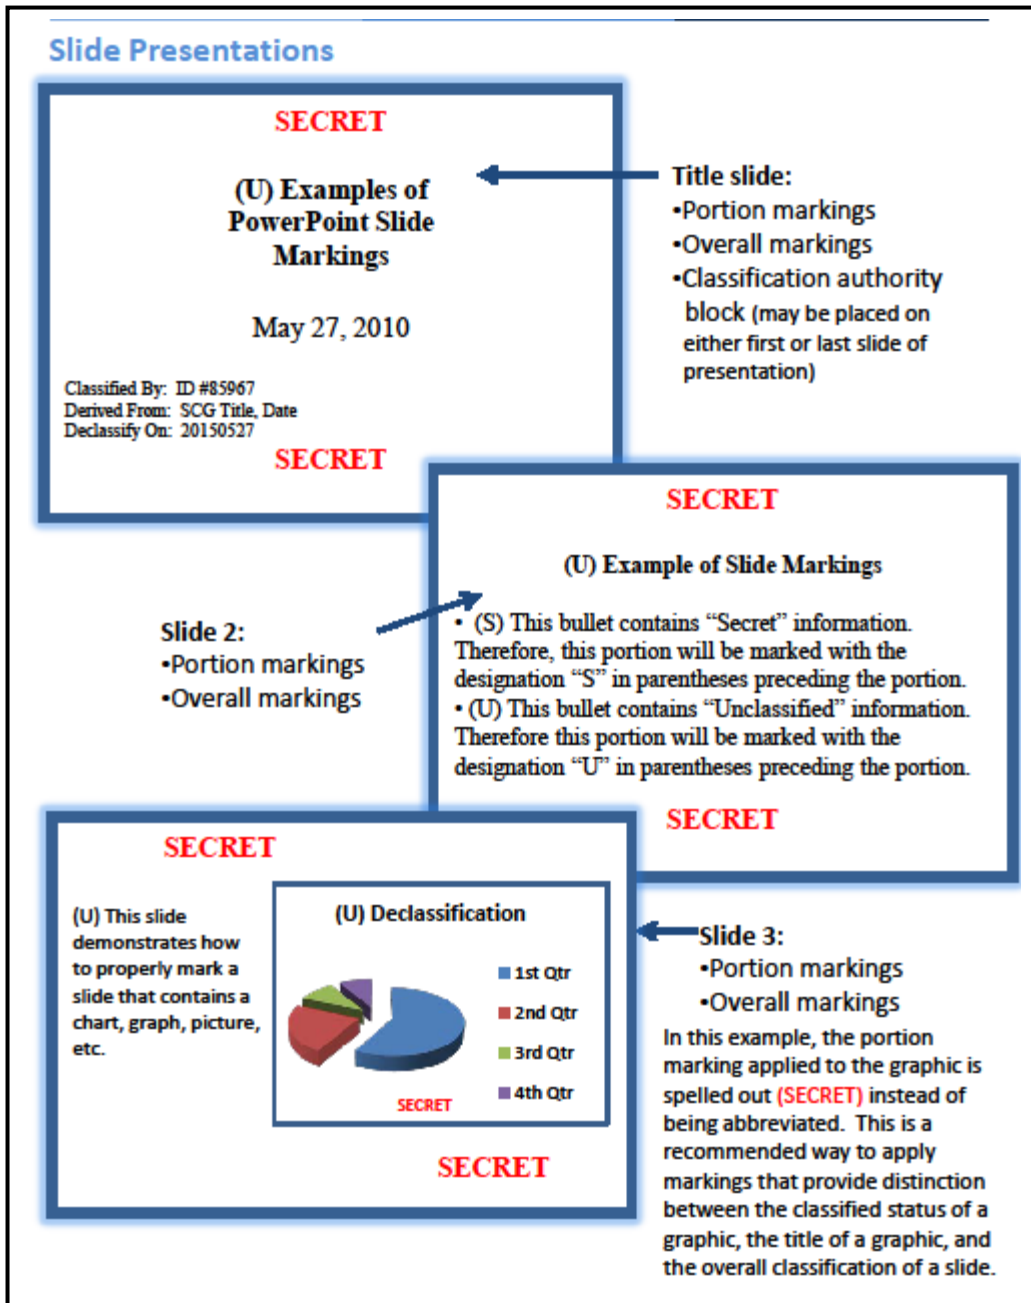 Slide Presentations
SECRET
(U) Examples of
PowerPoint Slide
Markings
May 27, 2010
Classified By:  ID #85967
Derived From:  SCG Title, Date
Declassify On:  20150527
SECRET
Title slide:
•Portion markings
•Overall markings
•Classification authority
block (may be placed on
either first or last slide of
presentation)
SECRET
(U) Example of Slide Markings
• (S) This bullet contains “Secret” information.
Therefore, this portion will be marked with the
designation “S” in parentheses preceding the portion.
• (U) This bullet contains “Unclassified” information.
Therefore this portion will be marked with the
designation “U” in parentheses preceding the portion.
SECRET
Slide 2:
•Portion markings
•Overall markings
SECRET
(U) This slide
demonstrates how
to properly mark a
slide that contains a
chart, graph, picture,
etc.
(U) Declassification
1st Qtr
2nd Qtr
3rd Qtr
4th Qtr
SECRET
SECRET
Slide 3:
•Portion markings
•Overall markings
In this example, the portion
marking applied to the graphic is
spelled out (SECRET) instead of
being abbreviated.  This is a
recommended way to apply
markings that provide distinction
between the classified status of a
graphic, the title of a graphic, and
the overall classification of a slide.